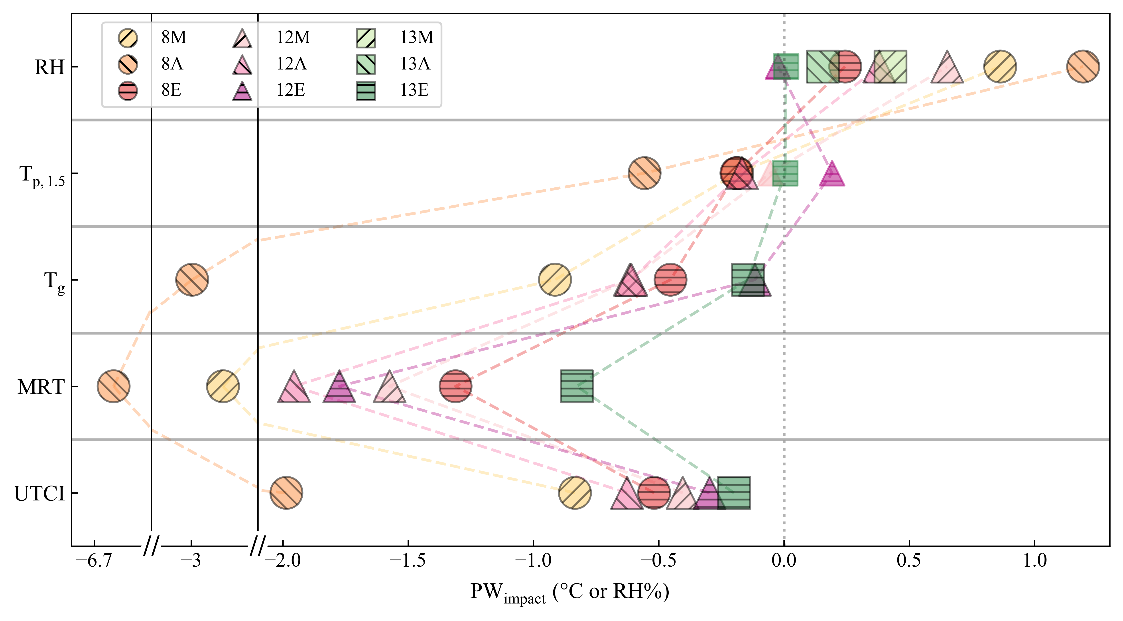 8M 12M 13M
8A 12A 13A
8E 12E 13E
RH
Tp, 1.5
Tg
MRT
UTCI
−6.7 −3 −2.0 −1.5 −1.0 −0.5 0.0 0.5 1.0
PWimpact (°C or RH%)